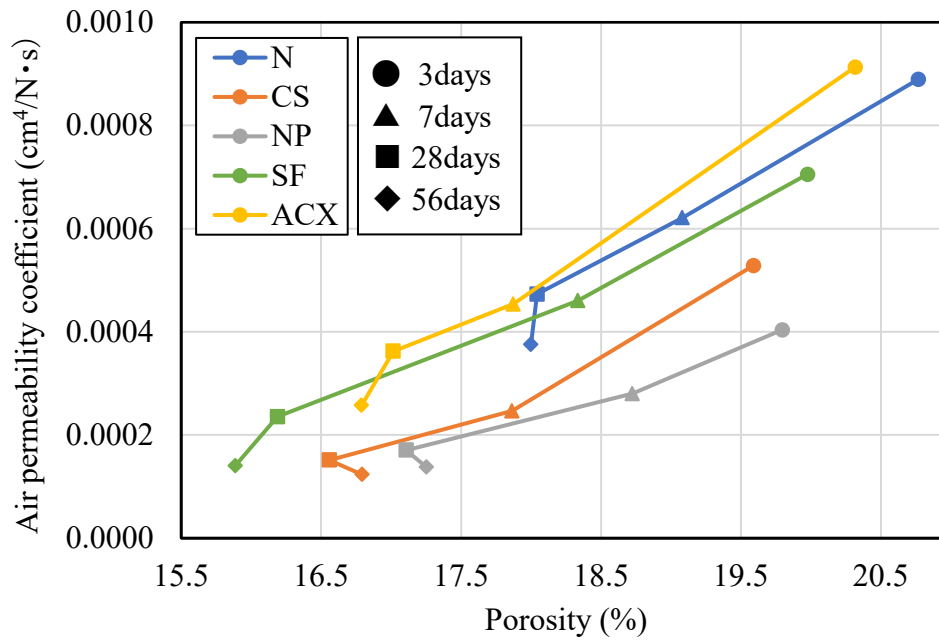 Air permeability coefficient (cm⁴/N・s)
0.0010
0.0008
0.0006
0.0004
0.0002
0.0000
N
CS
NP
SF
ACX
3days
7days
28days
56days
15.5 16.5 17.5 18.5 19.5 20.5
Porosity (%)